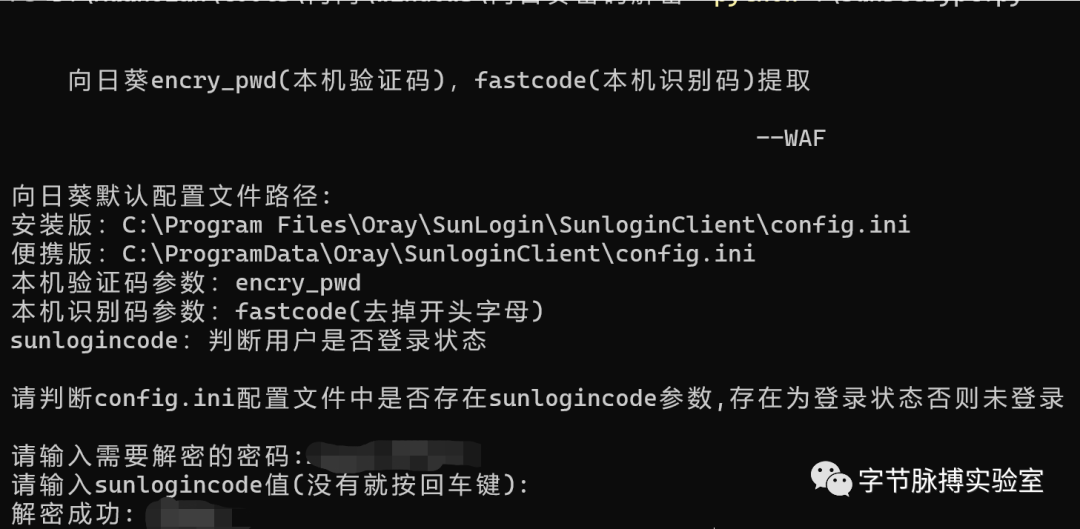 向日葵encry_pwd(本机验证码)，fastcode(本机识别码)提取
--WAF
向日葵默认配置文件路径:
安装版：C:\Program Files\Oray\SunLogin\SunloginClient\config.ini
便携版：C:\ProgramData\Oray\SunloginClient\config.ini
本机验证码参数：encry_pwd
本机识别码参数：fastcode(去掉开头字母)
sunlogincode：判断用户是否登录状态
请判断config.ini配置文件中是否存在sunlogincode参数,存在为登录状态否则未登录
请输入需要解密的密码:
请输入sunlogincode值(没有就按回车键):
解密成功:
字节脉搏实验室